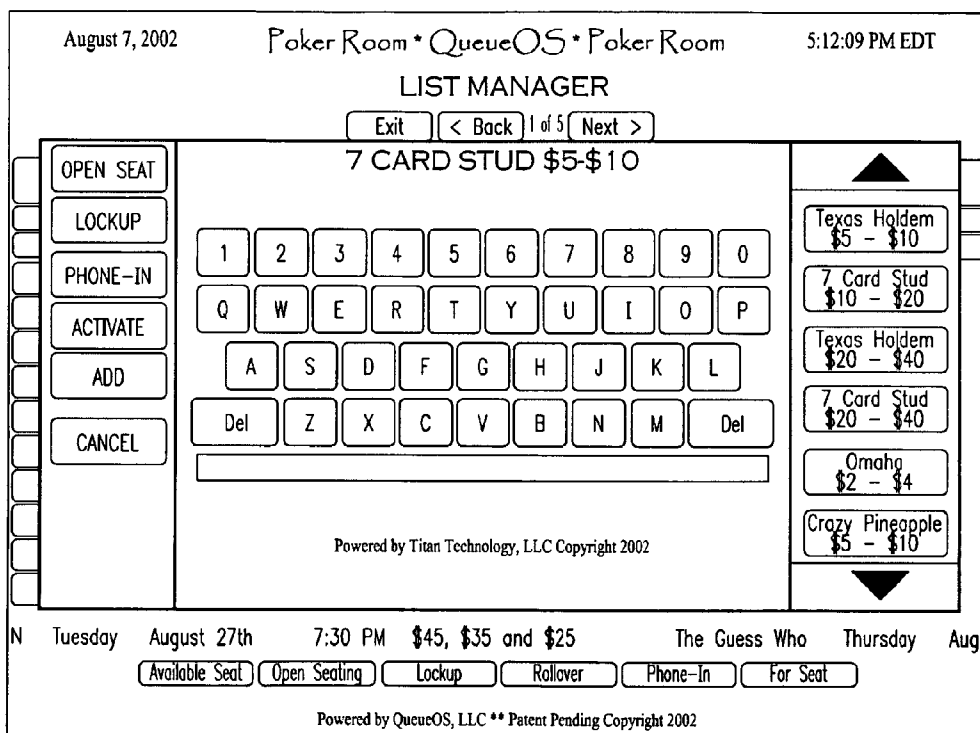 August 7, 2002 Poker Room * QueueOS * Poker Room 5:12:09 PM EDT
LIST MANAGER
Exit < Back 1 of 5 Next >
7 CARD STUD $5-$10
OPEN SEAT
LOCKUP
PHONE-IN
ACTIVATE
ADD
CANCEL
1 2 3 4 5 6 7 8 9 0
Q W E R T Y U I O P
A S D F G H J K L
Del Z X C V B N M Del
Powered by Titan Technology, LLC Copyright 2002
Texas Holdem
$5 - $10
7 Card Stud
$10 - $20
Texas Holdem
$20 - $40
7 Card Stud
$20 - $40
Omaha
$2 - $4
Crazy Pineapple
$5 - $10
N Tuesday August 27th 7:30 PM $45, $35 and $25 The Guess Who Thursday Aug
Available Seat Open Seating Lockup Rollover Phone-In For Seat
Powered by QueueOS, LLC ** Patent Pending Copyright 2002